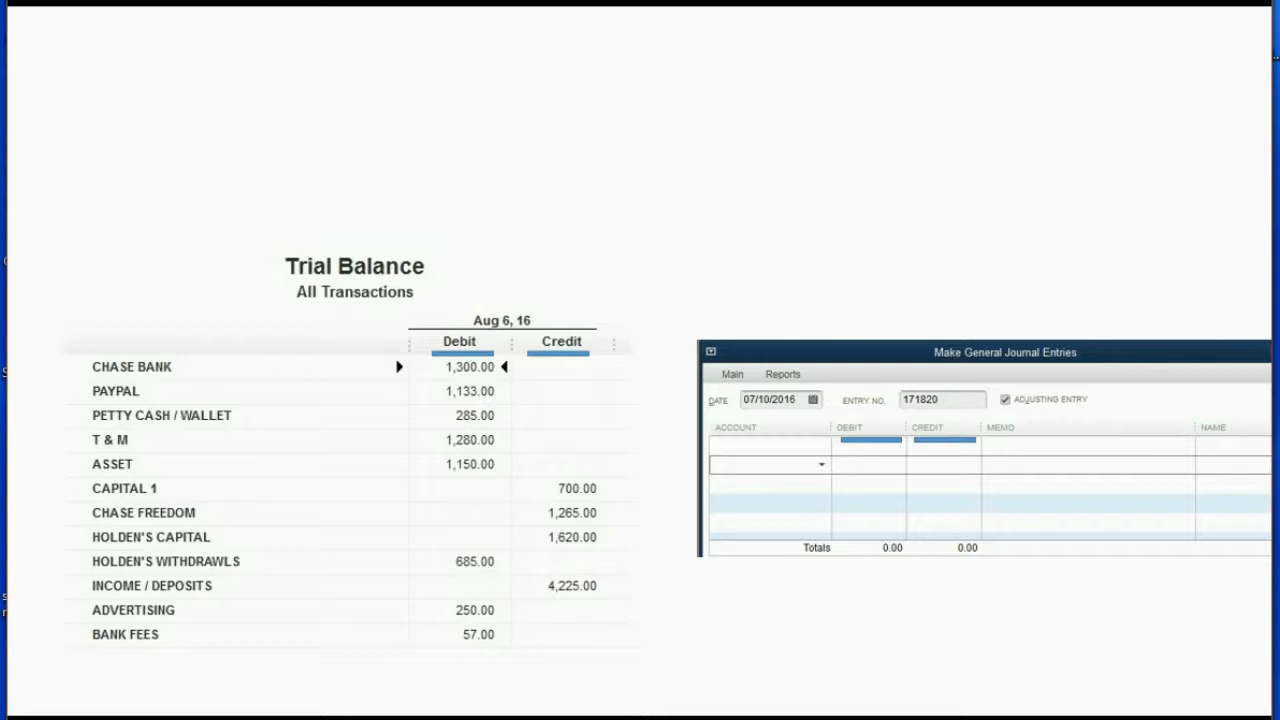 Trial Balance
All Transactions
Aug 6, 16
Debit Credit
CHASE BANK 1,300.00
PAYPAL 1,133.00
PETTY CASH / WALLET 285.00
T & M 1,280.00
ASSET 1,150.00
CAPITAL 1 700.00
CHASE FREEDOM 1,265.00
HOLDEN'S CAPITAL 1,620.00
HOLDEN'S WITHDRAWLS 685.00
INCOME / DEPOSITS 4,225.00
ADVERTISING 250.00
BANK FEES 57.00
Make General Journal Entries
Main Reports
DATE 07/10/2016 ENTRY NO. 171820 ADJUSTING ENTRY
ACCOUNT DEBIT CREDIT MEMO NAME
Totals 0.00 0.00